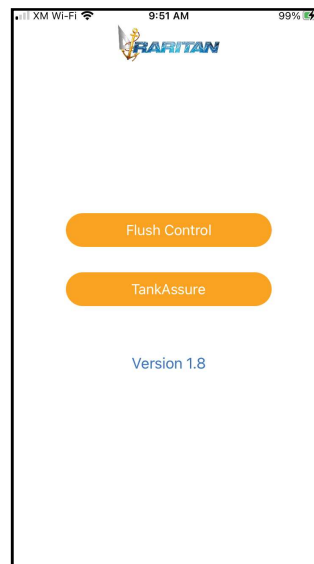 XM Wi-Fi 9:51 AM 99%
RARITAN
Flush Control
TankAssure
Version 1.8